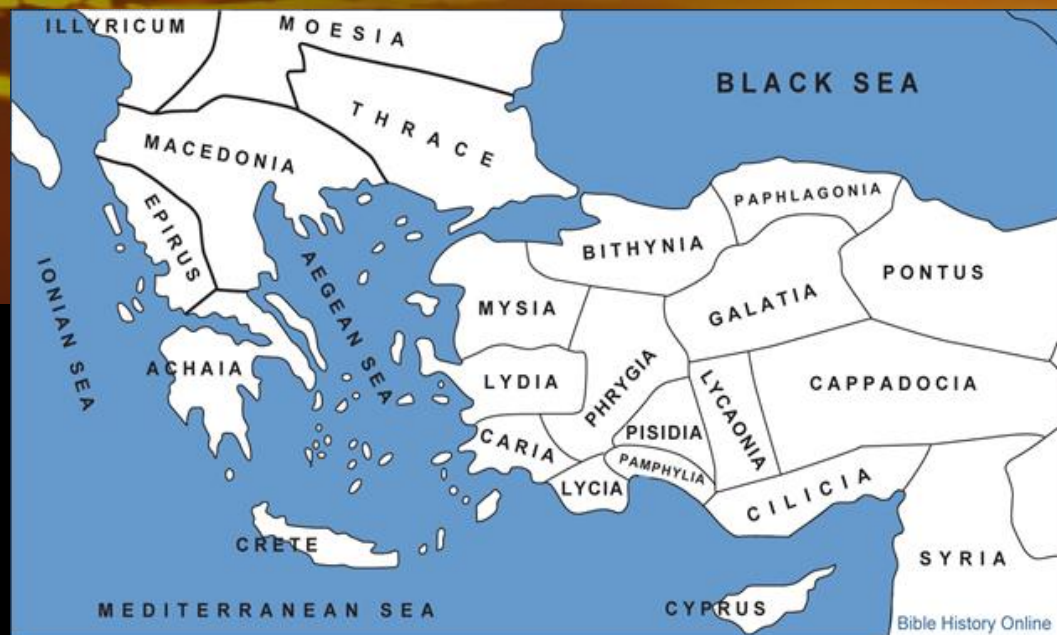 ILLYRICUM
MOESIA
BLACK SEA
THRACE
MACEDONIA
PAPHLAGONIA
EPIRUS
BITHYNIA
IONIAN SEA
AEGEAN SEA
PONTUS
MYSIA
GALATIA
ACHAIA
LYDIA
PHRYGIA
LYCAONIA
CAPPADOCIA
CARIA
PISIDIA
PAMPHYLIA
LYCIA
CILICIA
CRETE
SYRIA
MEDITERRANEAN SEA
CYPRUS
Bible History Online